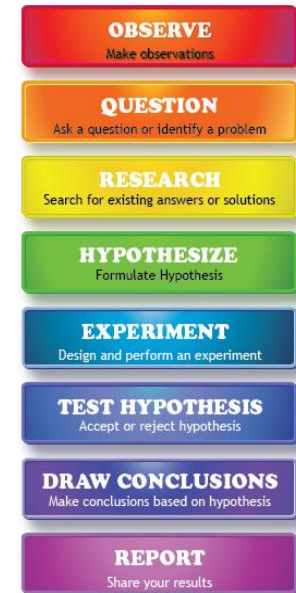 OBSERVE
Make observations
QUESTION
Ask a question or identify a problem
RESEARCH
Search for existing answers or solutions
HYPOTHESIZE
Formulate Hypothesis
EXPERIMENT
Design and perform an experiment
TEST HYPOTHESIS
Accept or reject hypothesis
DRAW CONCLUSIONS
Make conclusions based on hypothesis
REPORT
Share your results